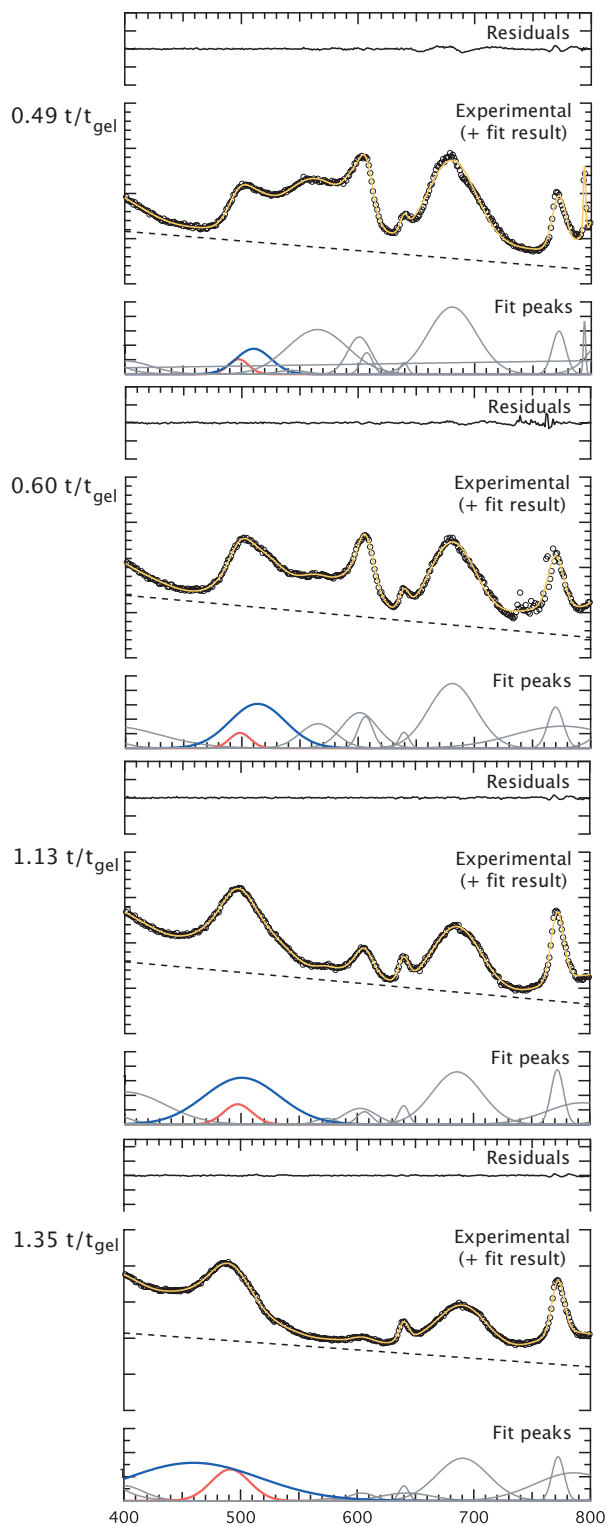 Residuals
0.49 t/tgel
Experimental
(+ fit result)
Fit peaks
Residuals
0.60 t/tgel
Experimental
(+ fit result)
Fit peaks
Residuals
1.13 t/tgel
Experimental
(+ fit result)
Fit peaks
Residuals
1.35 t/tgel
Experimental
(+ fit result)
Fit peaks
400 500 600 700 800